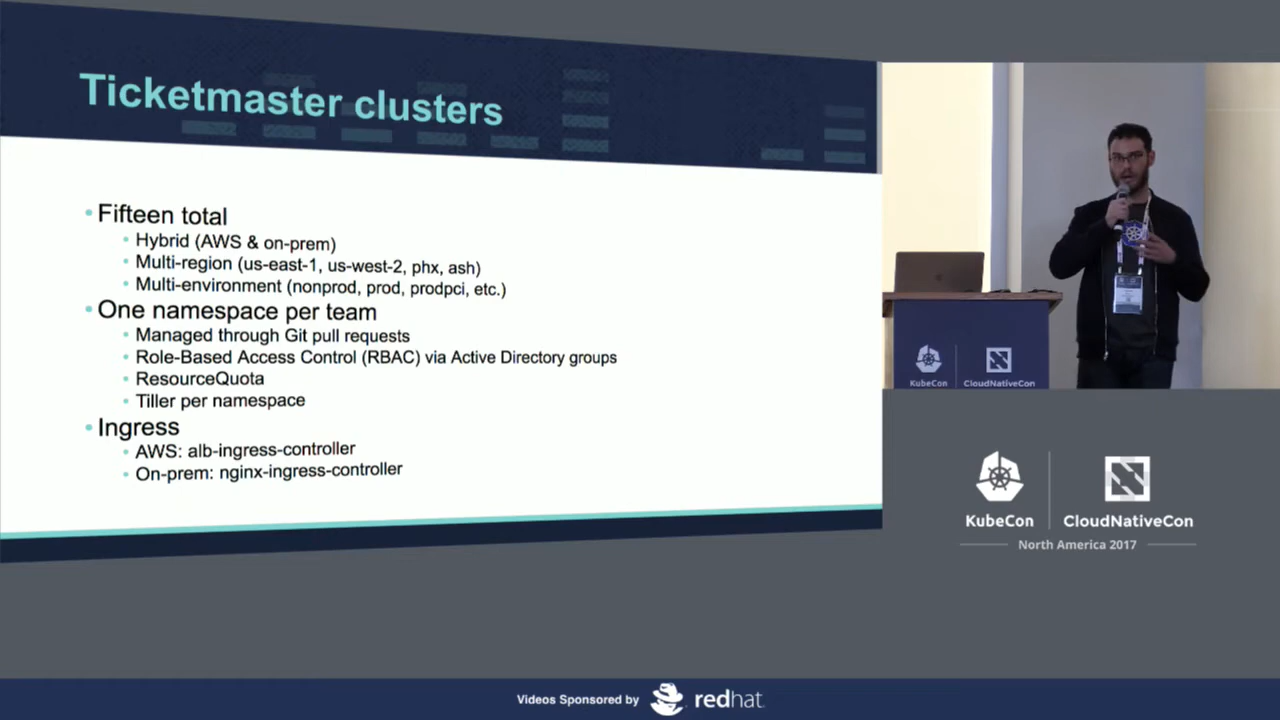 Ticketmaster clusters
• Fifteen total
• Hybrid (AWS & on-prem)
• Multi-region (us-east-1, us-west-2, phx, ash)
• Multi-environment (nonprod, prod, prodpci, etc.)
• One namespace per team
• Managed through Git pull requests
• Role-Based Access Control (RBAC) via Active Directory groups
• ResourceQuota
• Tiller per namespace
• Ingress
• AWS: alb-ingress-controller
• On-prem: nginx-ingress-controller
KubeCon
CloudNativeCon
KubeCon
CloudNativeCon
North America 2017
Videos Sponsored by
redhat